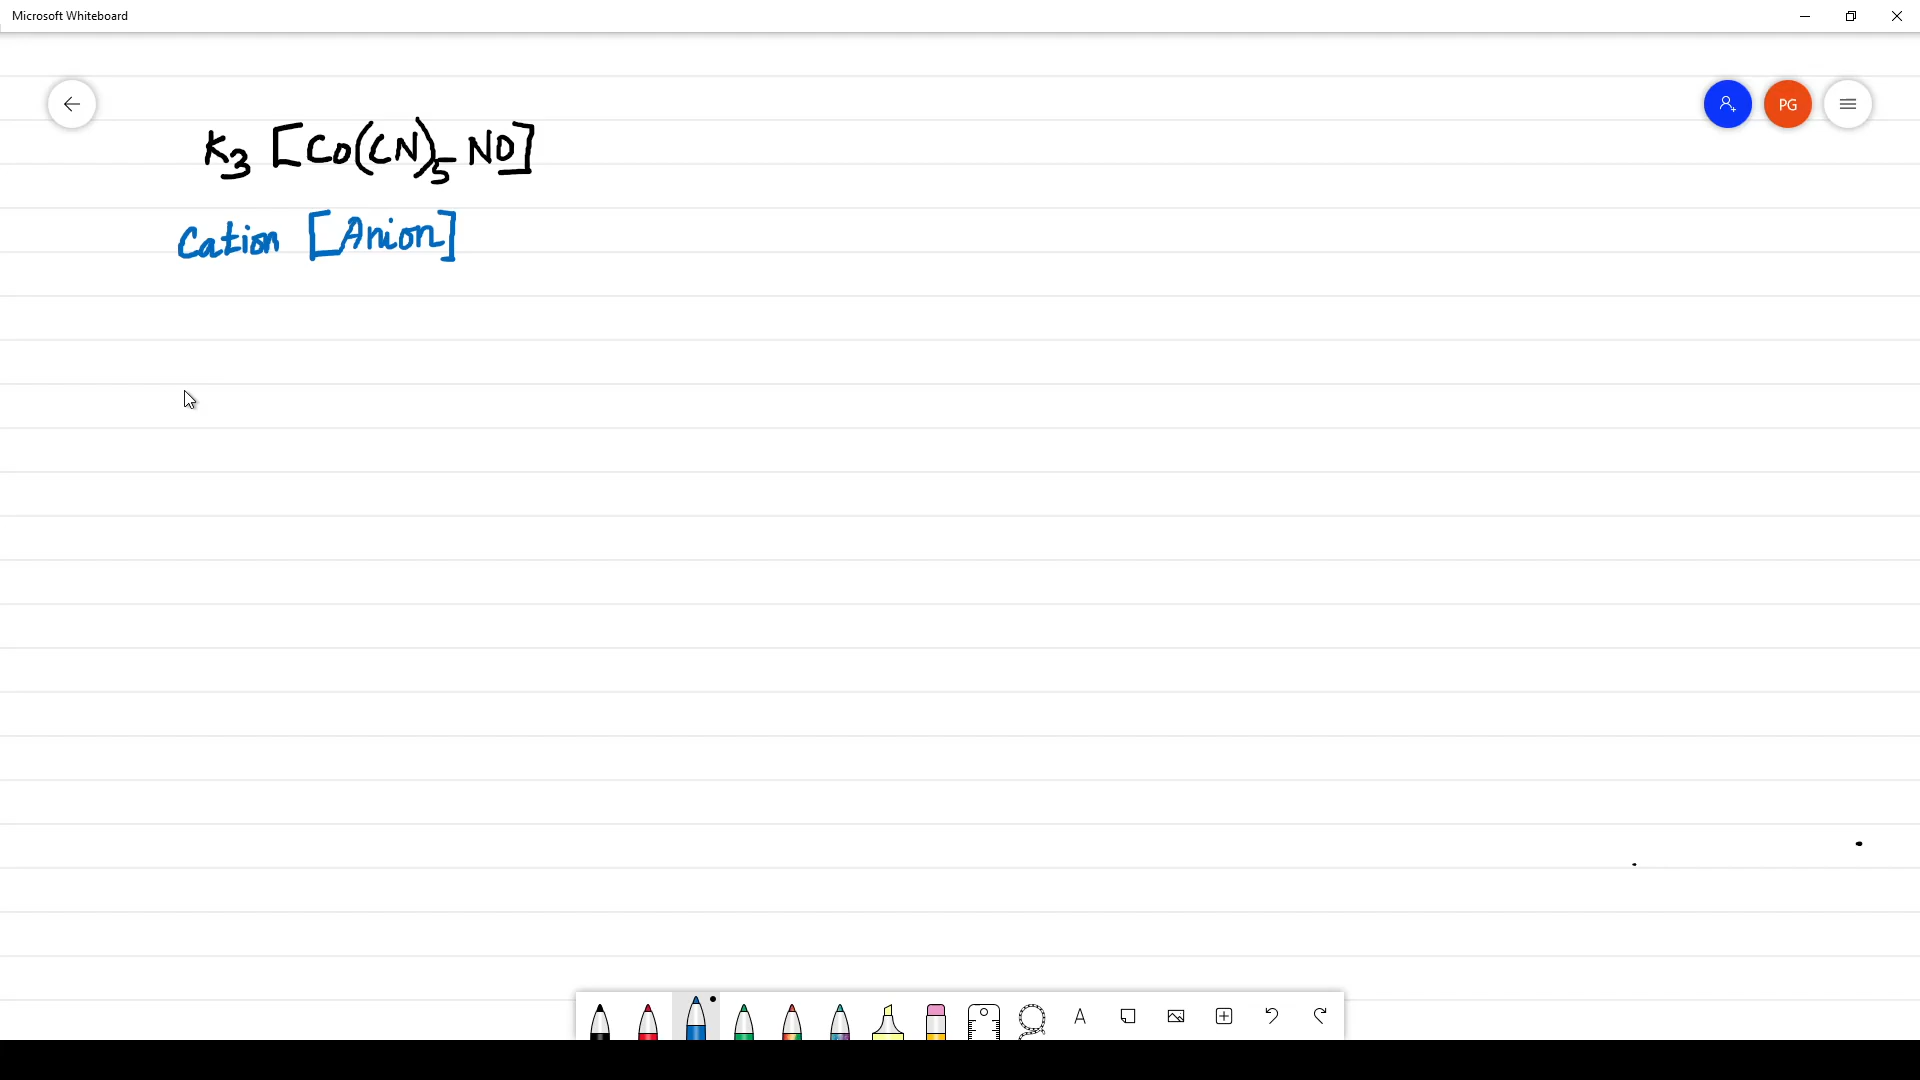 Microsoft Whiteboard
PG
K3 [Co(CN)5 NO]
Cation [Anion]